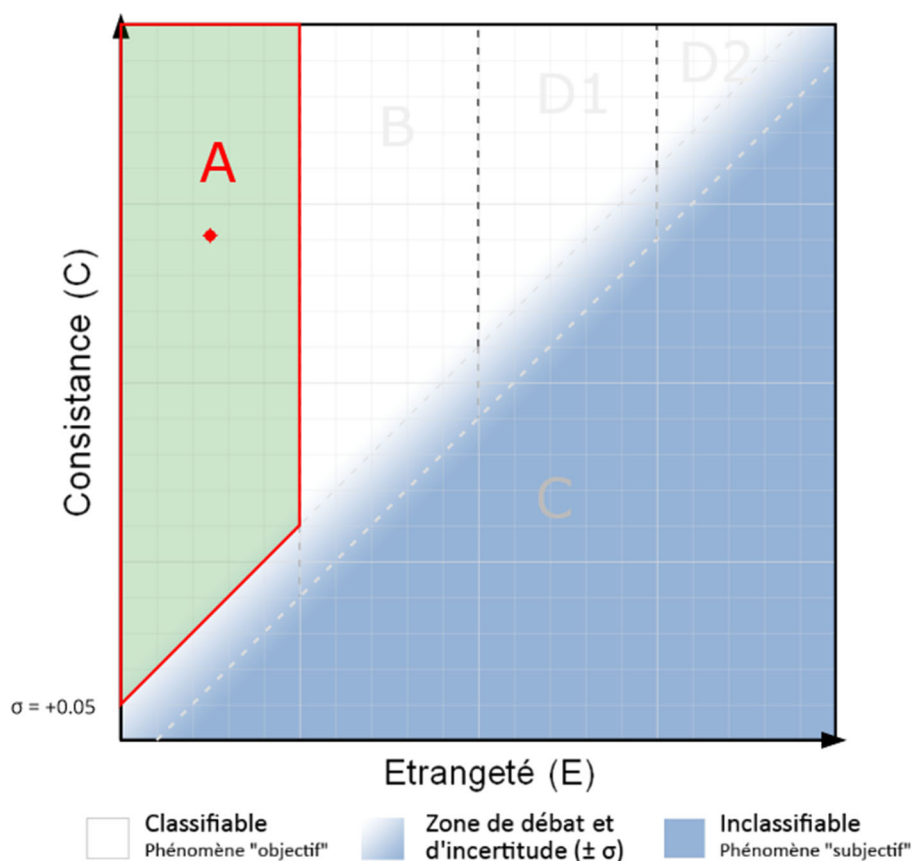 D2
D1
B
A
Consistance (C)
C
σ = +0.05
Etrangeté (E)
Classifiable
Phénomène "objectif"
Zone de débat et
d'incertitude (± σ)
Inclassifiable
Phénomène "subjectif"